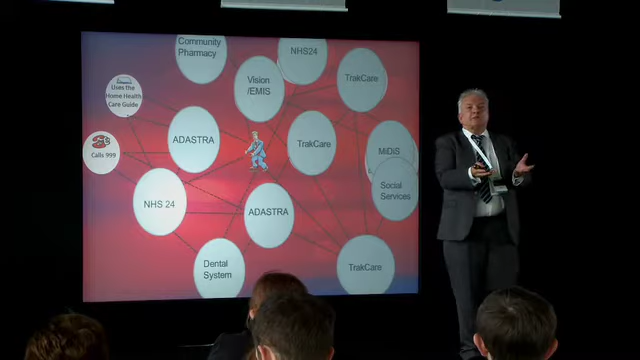 Community
Pharmacy
NHS24
Vision
/EMIS
TrakCare
Uses the
Home Health
Care Guide
ADASTRA
TrakCare
MiDiS
Calls 999
Social
Services
NHS 24
ADASTRA
Dental
System
TrakCare